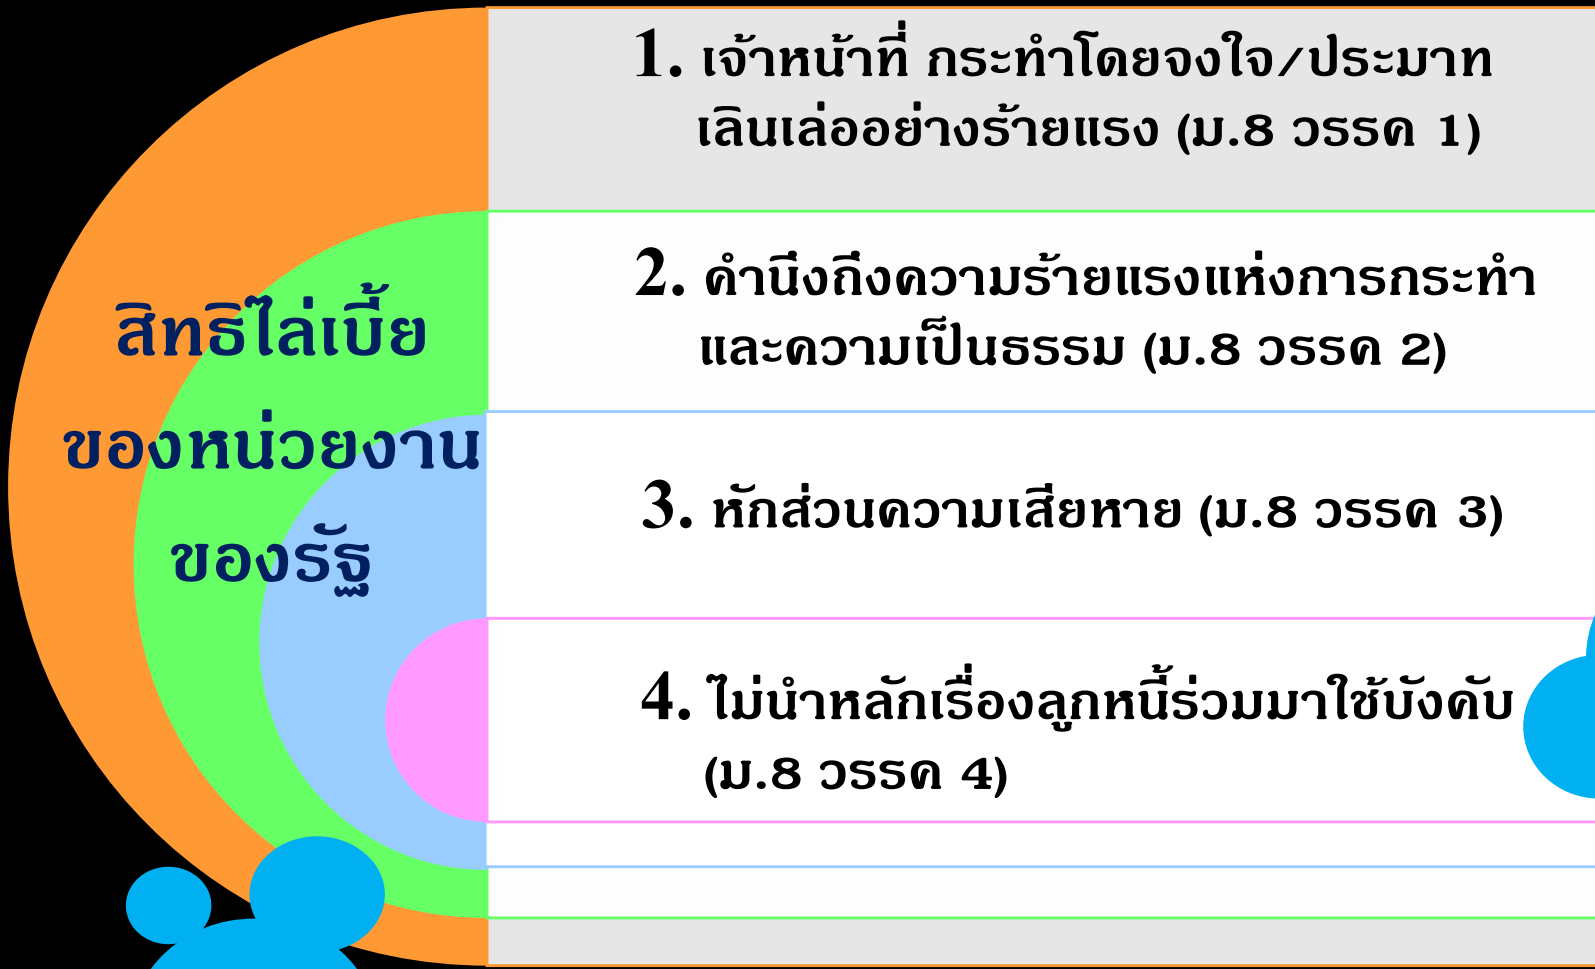 สิทธิไล่เบี้ย
ของหน่วยงาน
ของรัฐ
1. เจ้าหน้าที่ กระทำโดยจงใจ/ประมาท
เลินเล่ออย่างร้ายแรง (ม.8 วรรค 1)
2. คำนึงถึงความร้ายแรงแห่งการกระทำ
และความเป็นธรรม (ม.8 วรรค 2)
3. หักส่วนความเสียหาย (ม.8 วรรค 3)
4. ไม่นำหลักเรื่องลูกหนี้ร่วมมาใช้บังคับ
(ม.8 วรรค 4)